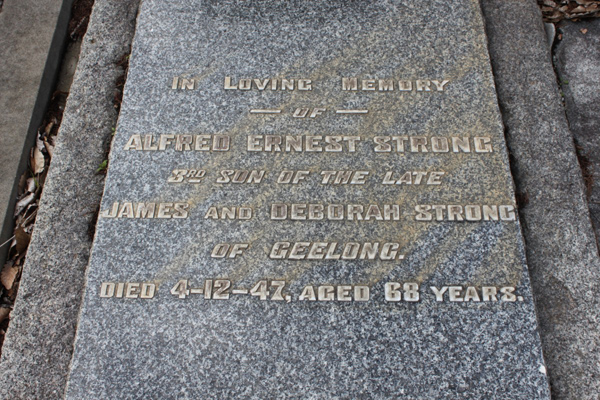 IN LOVING MEMORY
OF
ALFRED ERNEST STRONG
3RD SON OF THE LATE
JAMES AND DEBORAH STRONG
OF GEELONG.
DIED 4-12-47, AGED 68 YEARS.